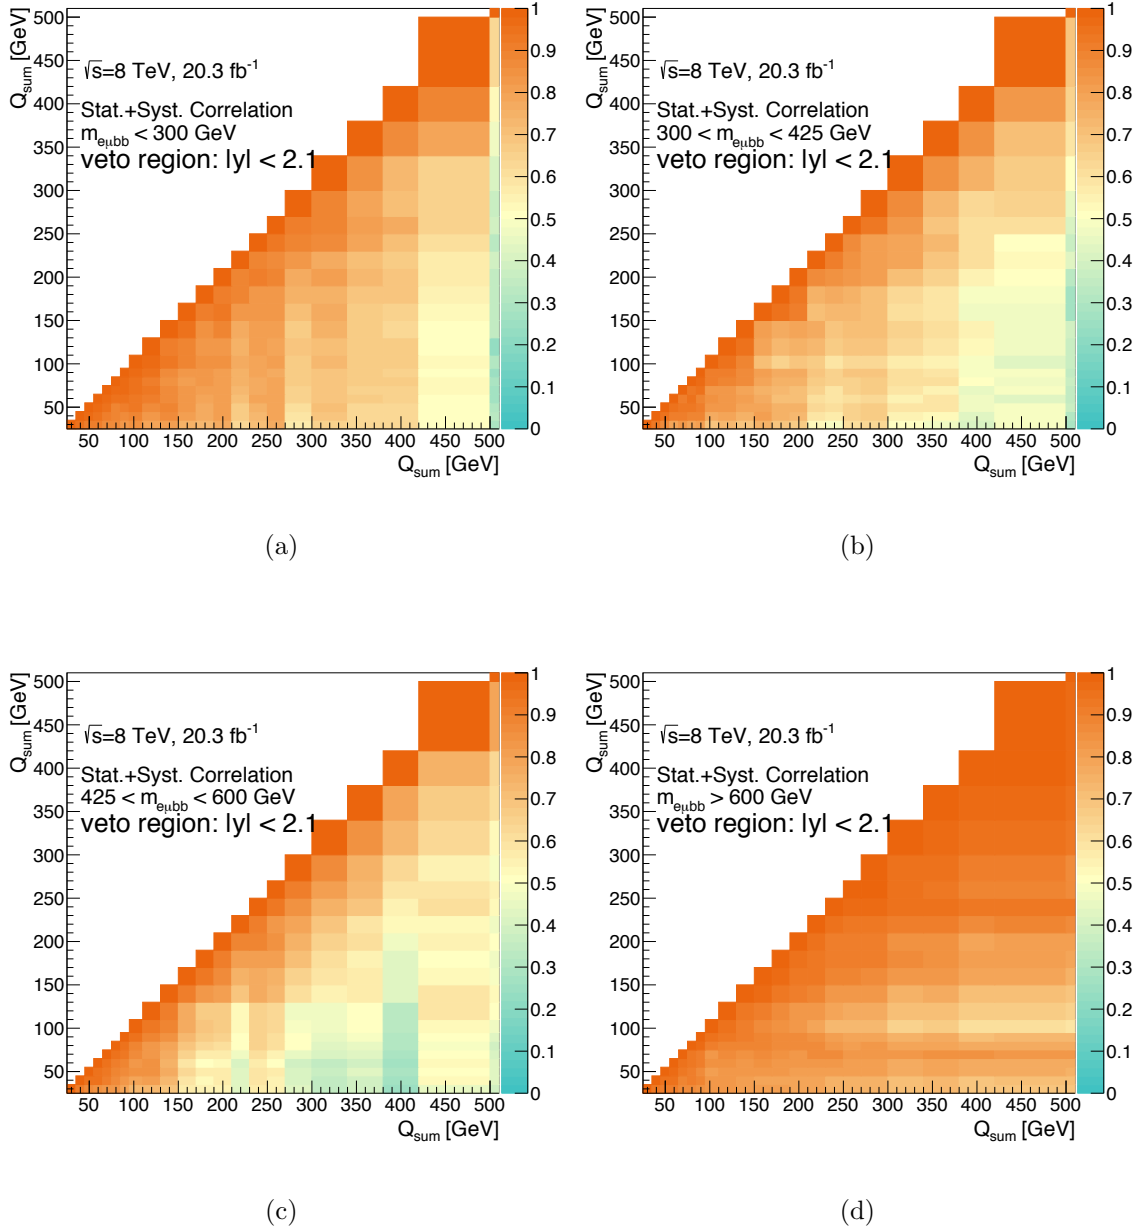 Q_sum [GeV]
500
450
400
350
300
250
200
150
100
50
√s=8 TeV, 20.3 fb⁻¹
Stat.+Syst. Correlation
m_eμbb < 300 GeV
veto region: |y| < 2.1
50 100 150 200 250 300 350 400 450 500
Q_sum [GeV]
1
0.9
0.8
0.7
0.6
0.5
0.4
0.3
0.2
0.1
0
(a)
Q_sum [GeV]
500
450
400
350
300
250
200
150
100
50
√s=8 TeV, 20.3 fb⁻¹
Stat.+Syst. Correlation
300 < m_eμbb < 425 GeV
veto region: |y| < 2.1
50 100 150 200 250 300 350 400 450 500
Q_sum [GeV]
1
0.9
0.8
0.7
0.6
0.5
0.4
0.3
0.2
0.1
0
(b)
Q_sum [GeV]
500
450
400
350
300
250
200
150
100
50
√s=8 TeV, 20.3 fb⁻¹
Stat.+Syst. Correlation
425 < m_eμbb < 600 GeV
veto region: |y| < 2.1
50 100 150 200 250 300 350 400 450 500
Q_sum [GeV]
1
0.9
0.8
0.7
0.6
0.5
0.4
0.3
0.2
0.1
0
(c)
Q_sum [GeV]
500
450
400
350
300
250
200
150
100
50
√s=8 TeV, 20.3 fb⁻¹
Stat.+Syst. Correlation
m_eμbb > 600 GeV
veto region: |y| < 2.1
50 100 150 200 250 300 350 400 450 500
Q_sum [GeV]
1
0.9
0.8
0.7
0.6
0.5
0.4
0.3
0.2
0.1
0
(d)